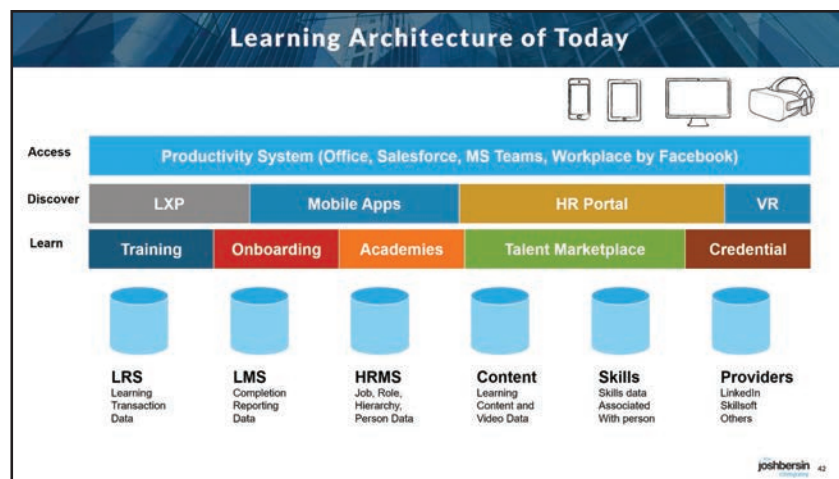 Learning Architecture of Today
Access
Productivity System (Office, Salesforce, MS Teams, Workplace by Facebook)
Discover
LXP
Mobile Apps
HR Portal
VR
Learn
Training
Onboarding
Academies
Talent Marketplace
Credential
LRS
Learning
Transaction
Data
LMS
Completion
Reporting
Data
HRMS
Job, Role,
Hierarchy,
Person Data
Content
Learning
Content and
Video Data
Skills
Skills data
Associated
With person
Providers
LinkedIn
Skillsoft
Others
the
joshbersin
company
42